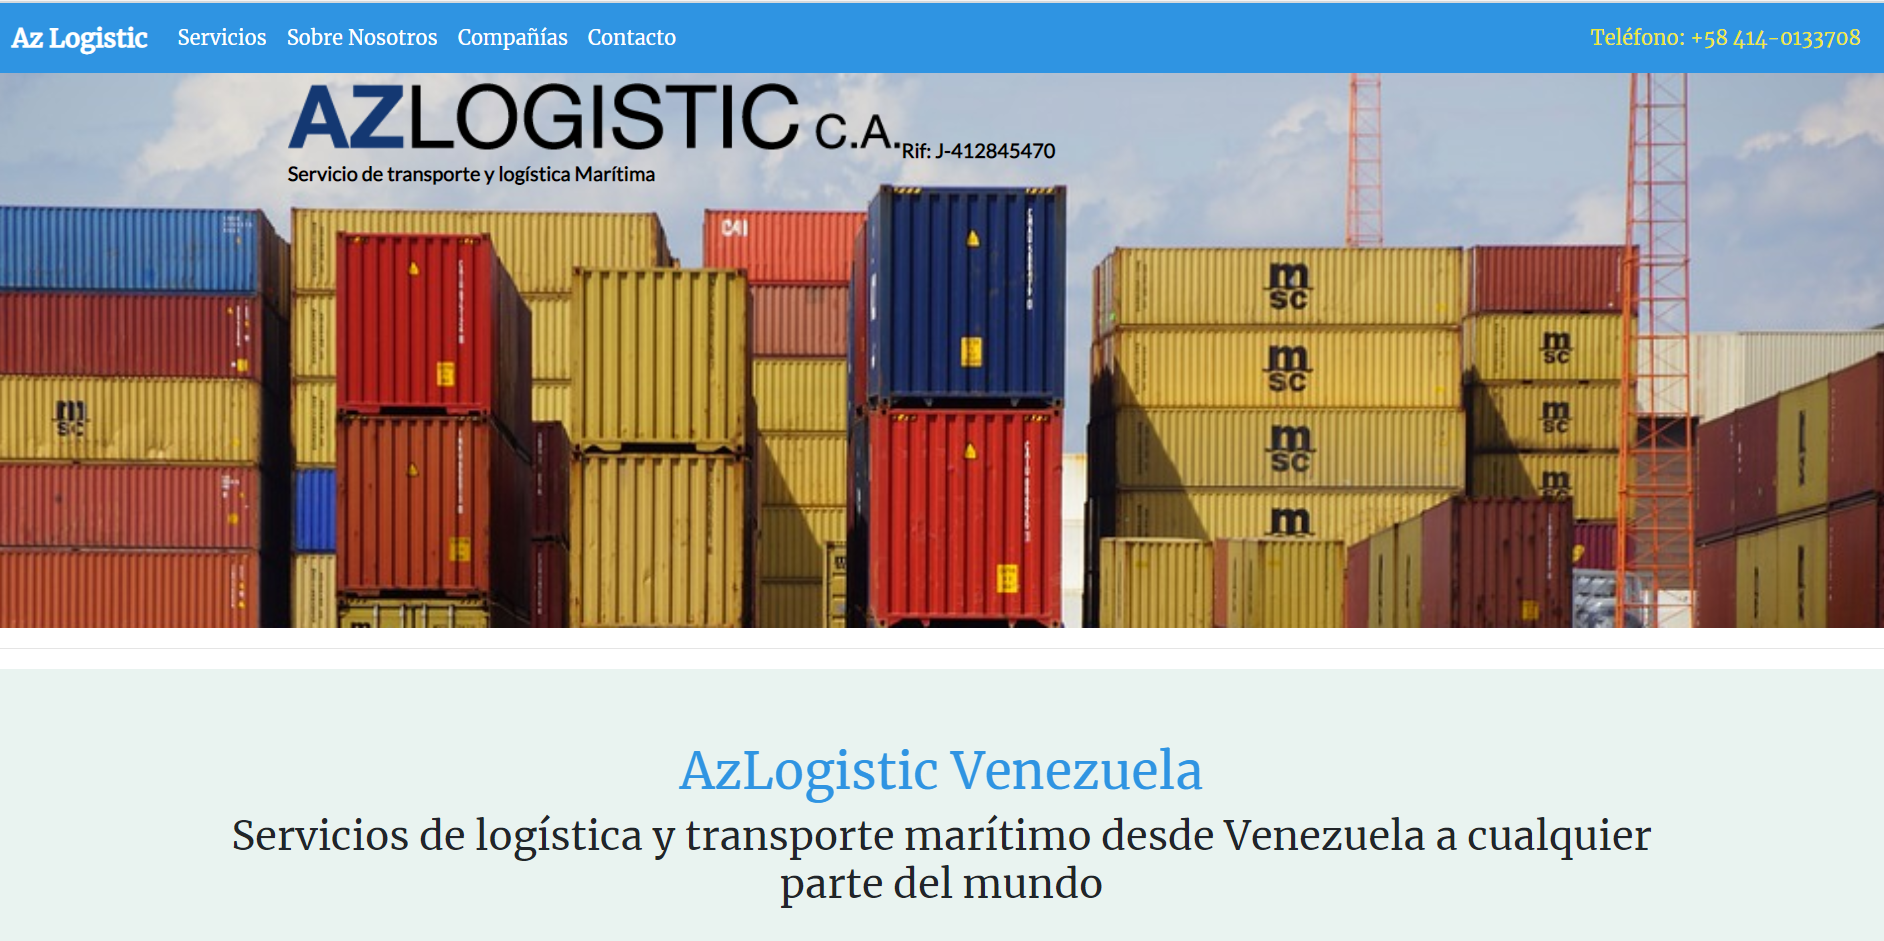 Az Logistic Servicios Sobre Nosotros Compañías Contacto Teléfono: +58 414-0133708
AZLOGISTIC C.A. Rif: J-412845470
Servicio de transporte y logística Marítima
CAI
msc
msc
msc
msc
msc
msc
msc
m
AzLogistic Venezuela
Servicios de logística y transporte marítimo desde Venezuela a cualquier
parte del mundo